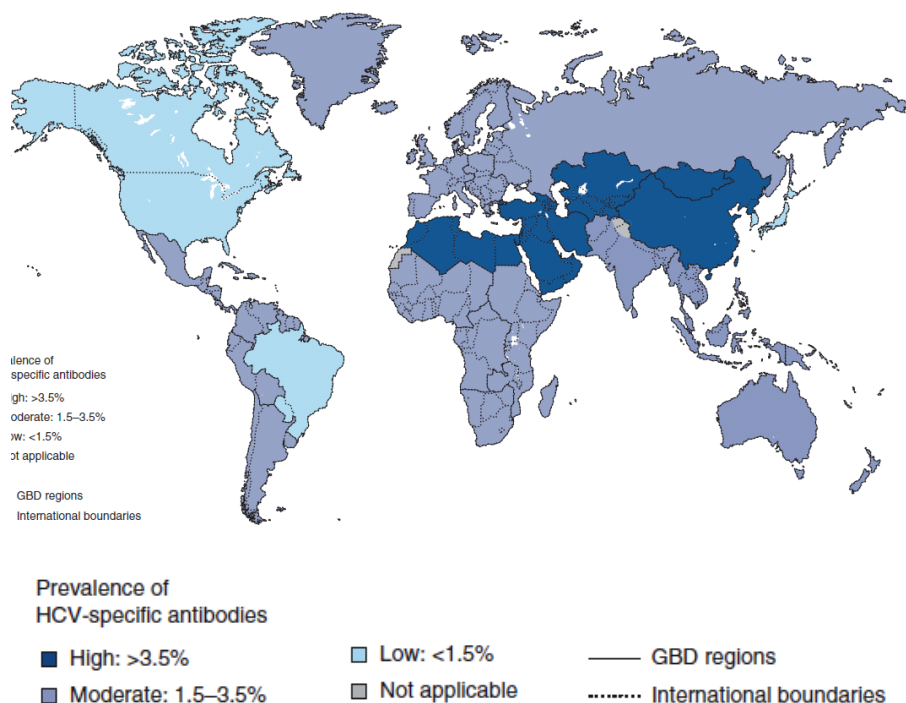 alence of
specific antibodies
igh: >3.5%
oderate: 1.5–3.5%
ow: <1.5%
ot applicable
GBD regions
International boundaries
Prevalence of
HCV-specific antibodies
High: >3.5%
Low: <1.5%
GBD regions
Moderate: 1.5–3.5%
Not applicable
International boundaries